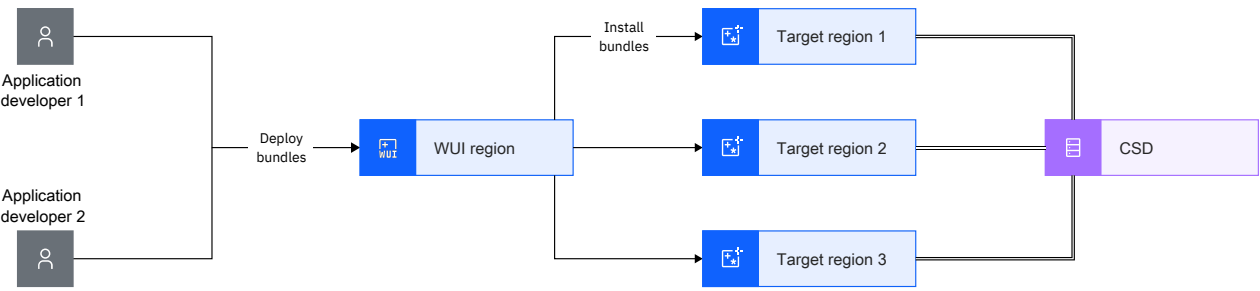 Application
developer 1
Application
developer 2
Deploy
bundles
WUI
WUI region
Install
bundles
Target region 1
Target region 2
Target region 3
CSD